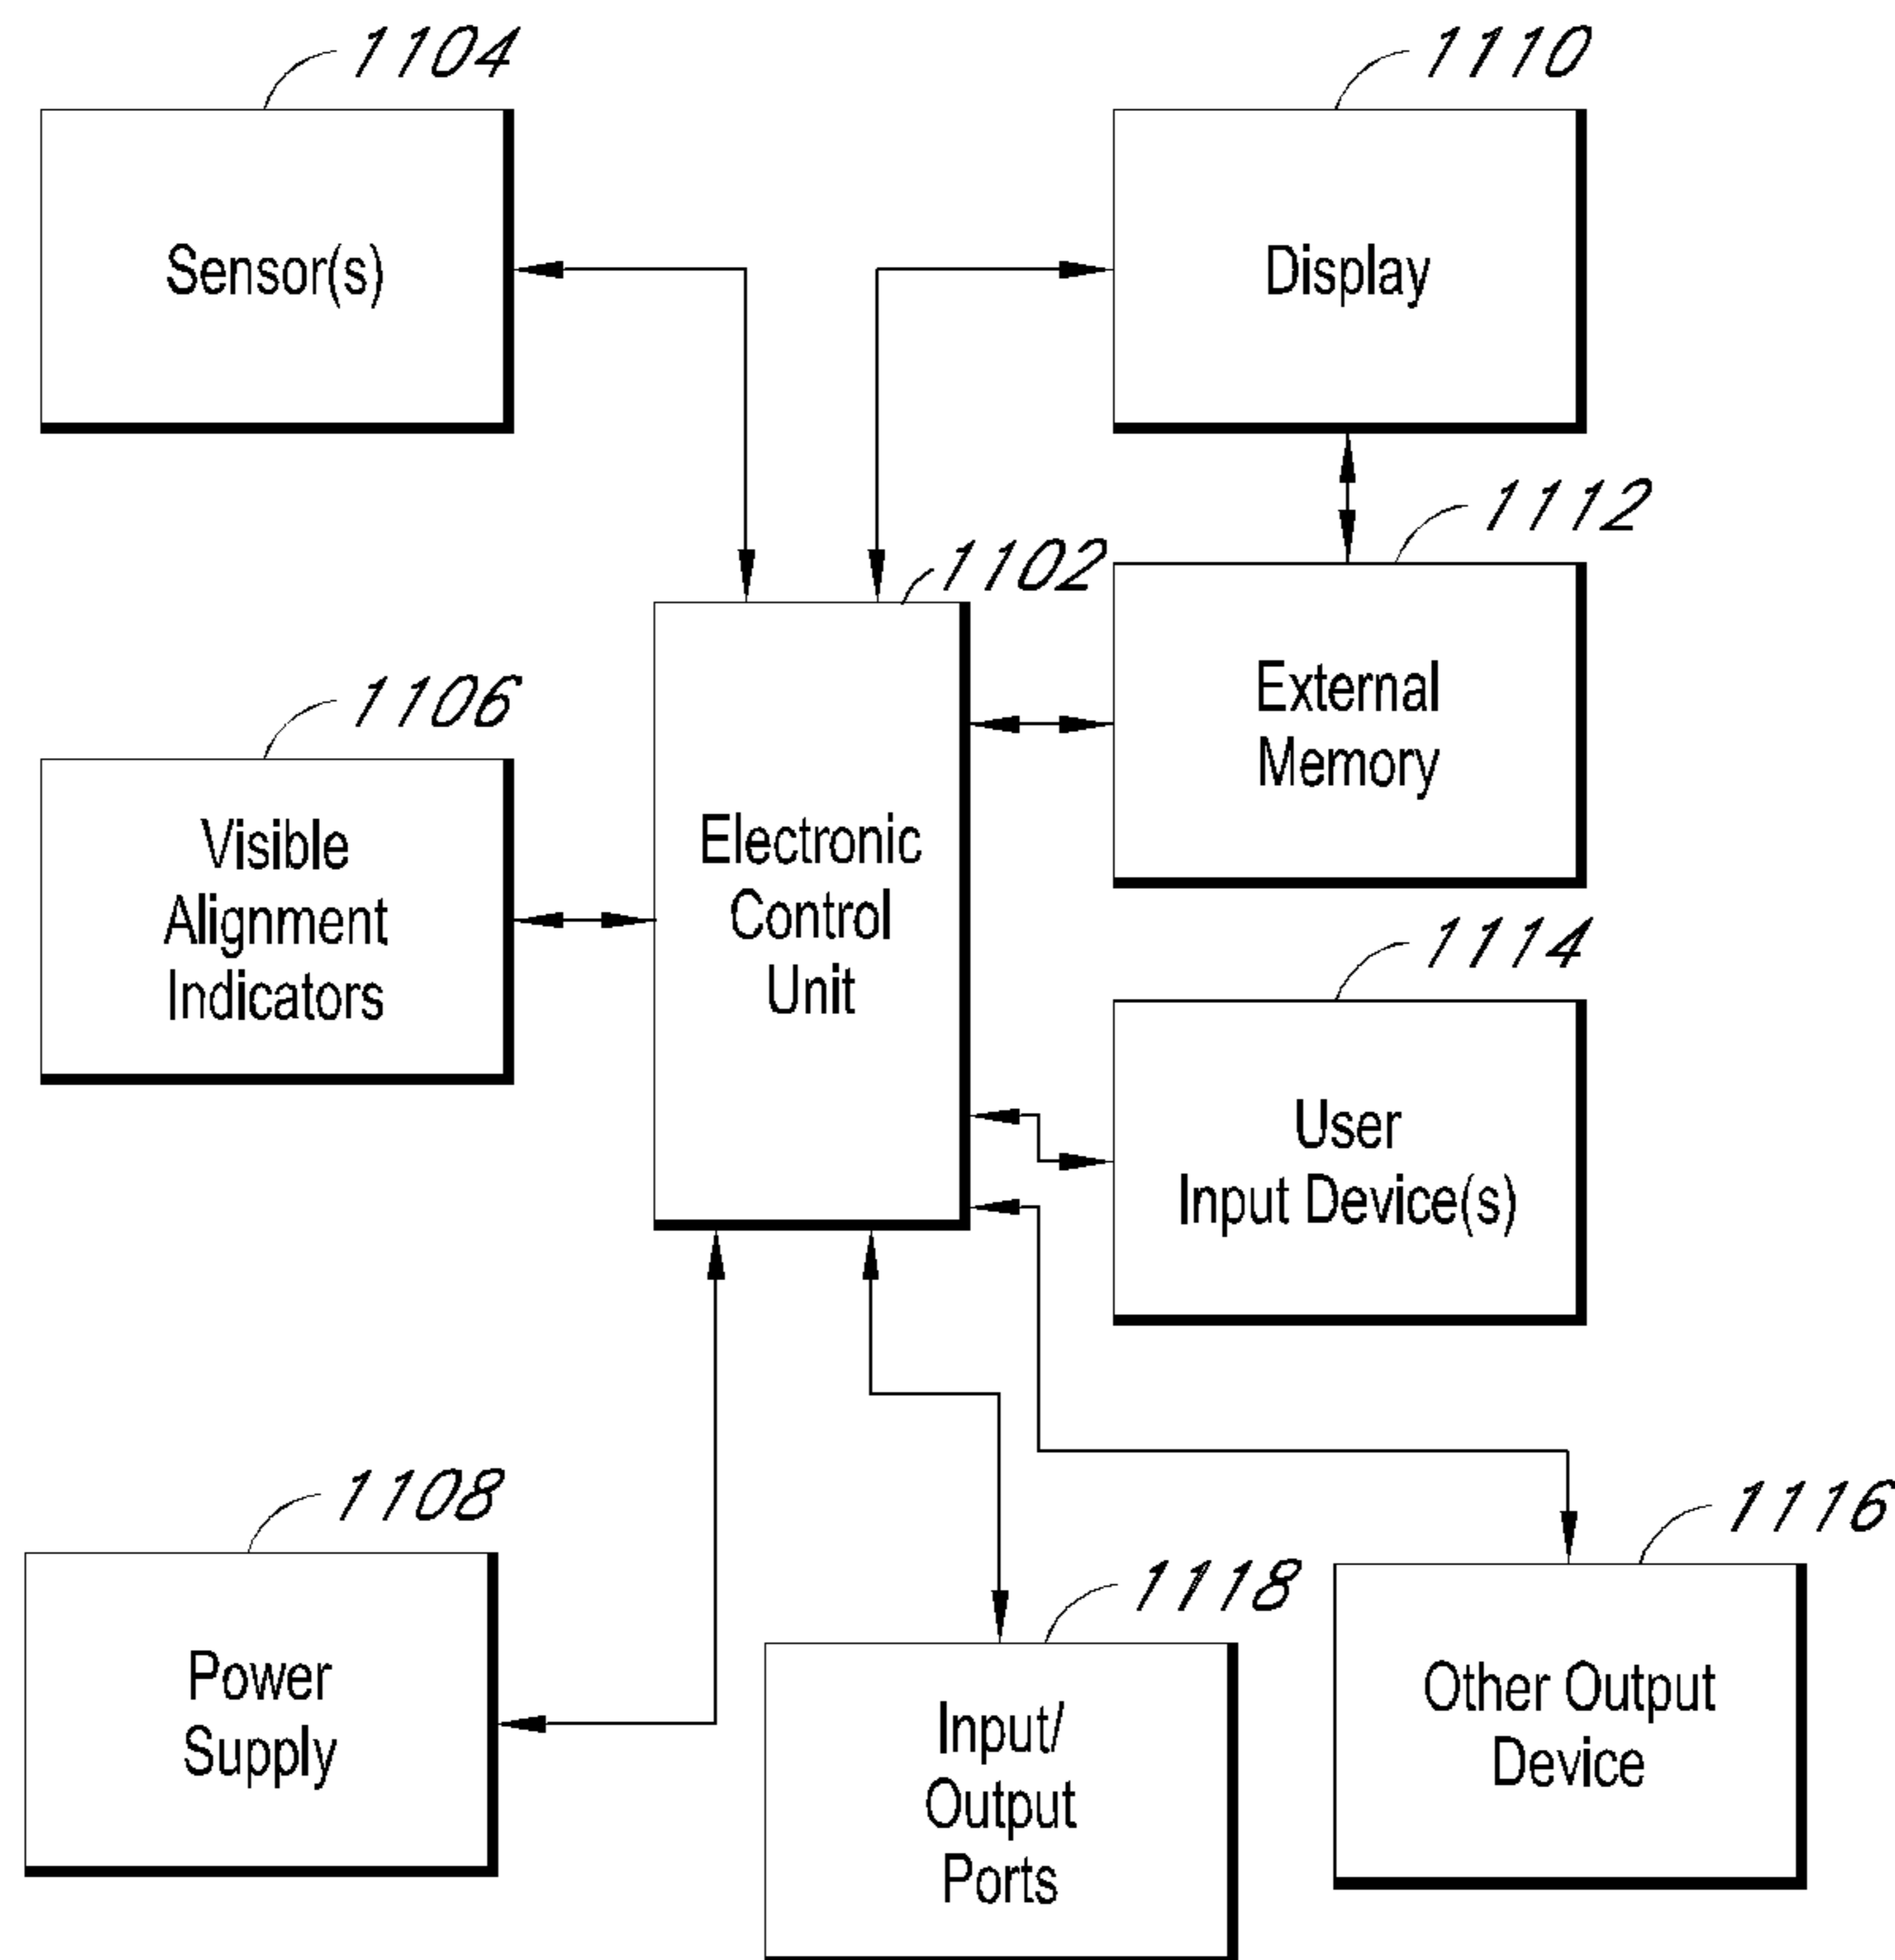 1104
Sensor(s)
1110
Display
1112
External
Memory
1102
Electronic
Control
Unit
1106
Visible
Alignment
Indicators
1114
User
Input Device(s)
1108
Power
Supply
1118
Input/
Output
Ports
1116
Other Output
Device